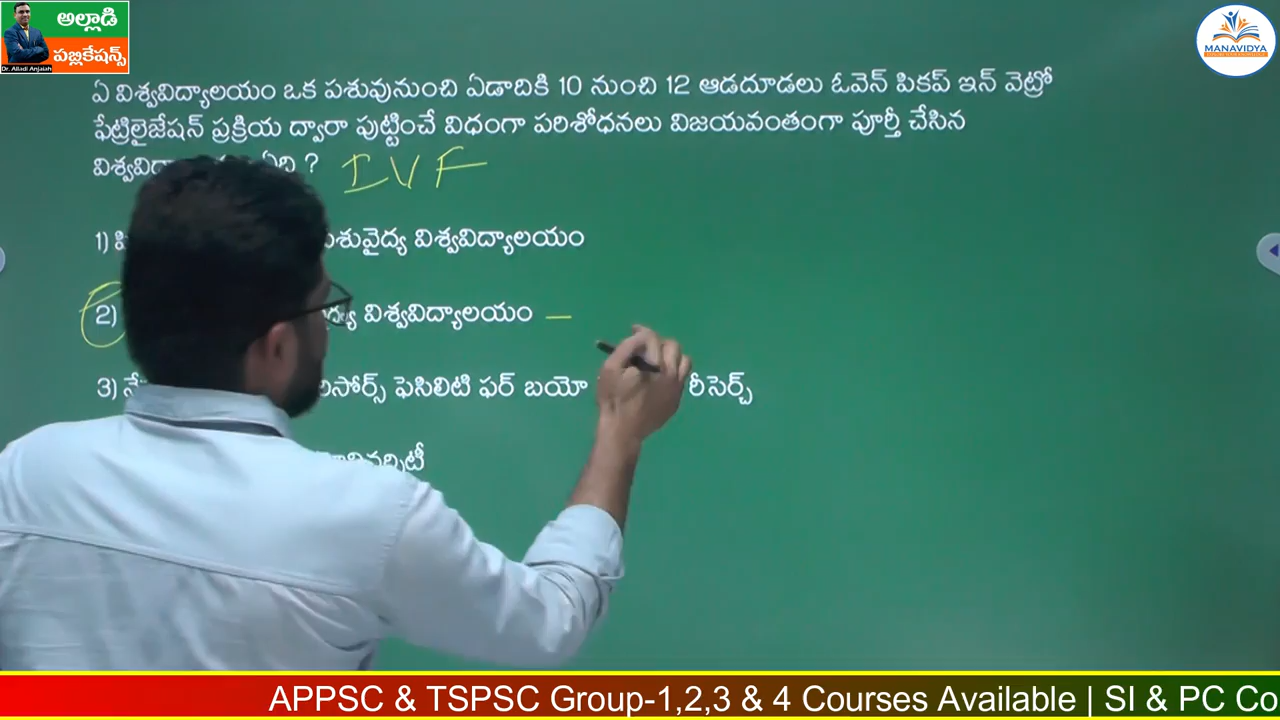 అల్లాడి
పబ్లికేషన్స్
Dr. Alladi Anjaiah
MANAVIDYA
ఏ విశ్వవిద్యాలయం ఒక పశువునుంచి ఏడాదికి 10 నుంచి 12 ఆడదూడలు ఓవెన్ పికప్ ఇన్ వెట్రో
ఫేట్రిలైజేషన్ ప్రక్రియ ద్వారా పుట్టించే విధంగా పరిశోధనలు విజయవంతంగా పూర్తీ చేసిన
ఏది ? IVF
1) పశువైద్య విశ్వవిద్యాలయం
2) విశ్వవిద్యాలయం –
3) రిసోర్స్ ఫెసిలిటి ఫర్ బయో రీసెర్చ్
APPSC & TSPSC Group-1,2,3 & 4 Courses Available | SI & PC Co